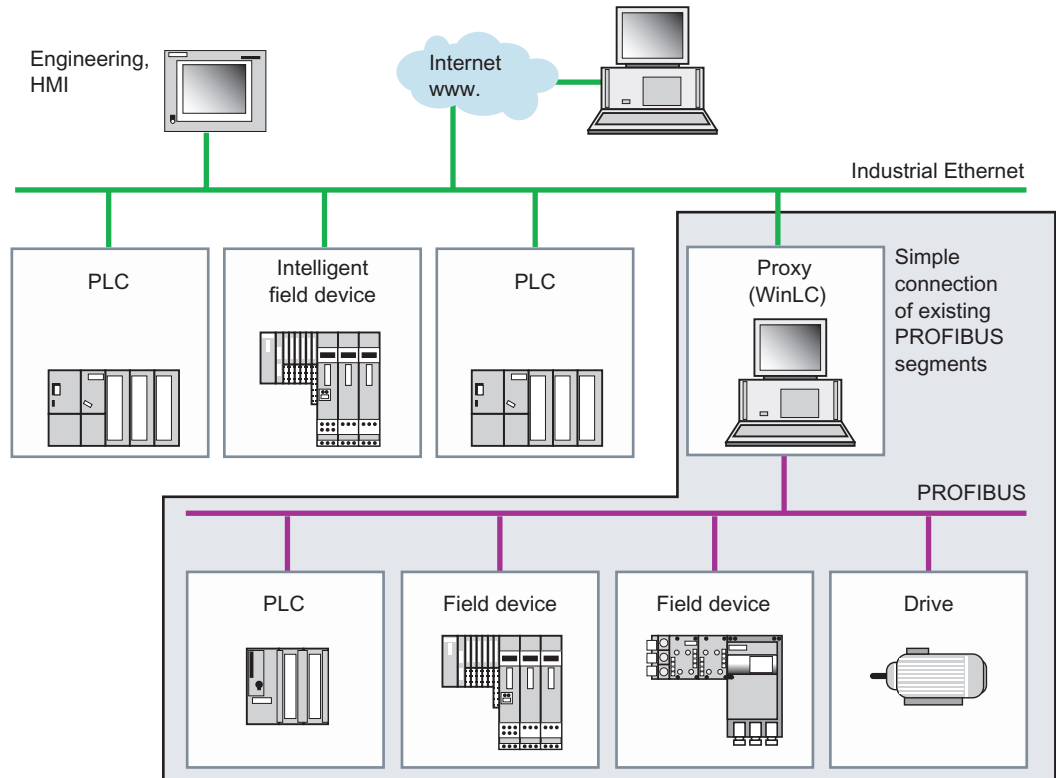 Engineering,
HMI
Internet
www.
Industrial Ethernet
PLC
Intelligent
field device
PLC
Proxy
(WinLC)
Simple
connection
of existing
PROFIBUS
segments
PROFIBUS
PLC
Field device
Field device
Drive